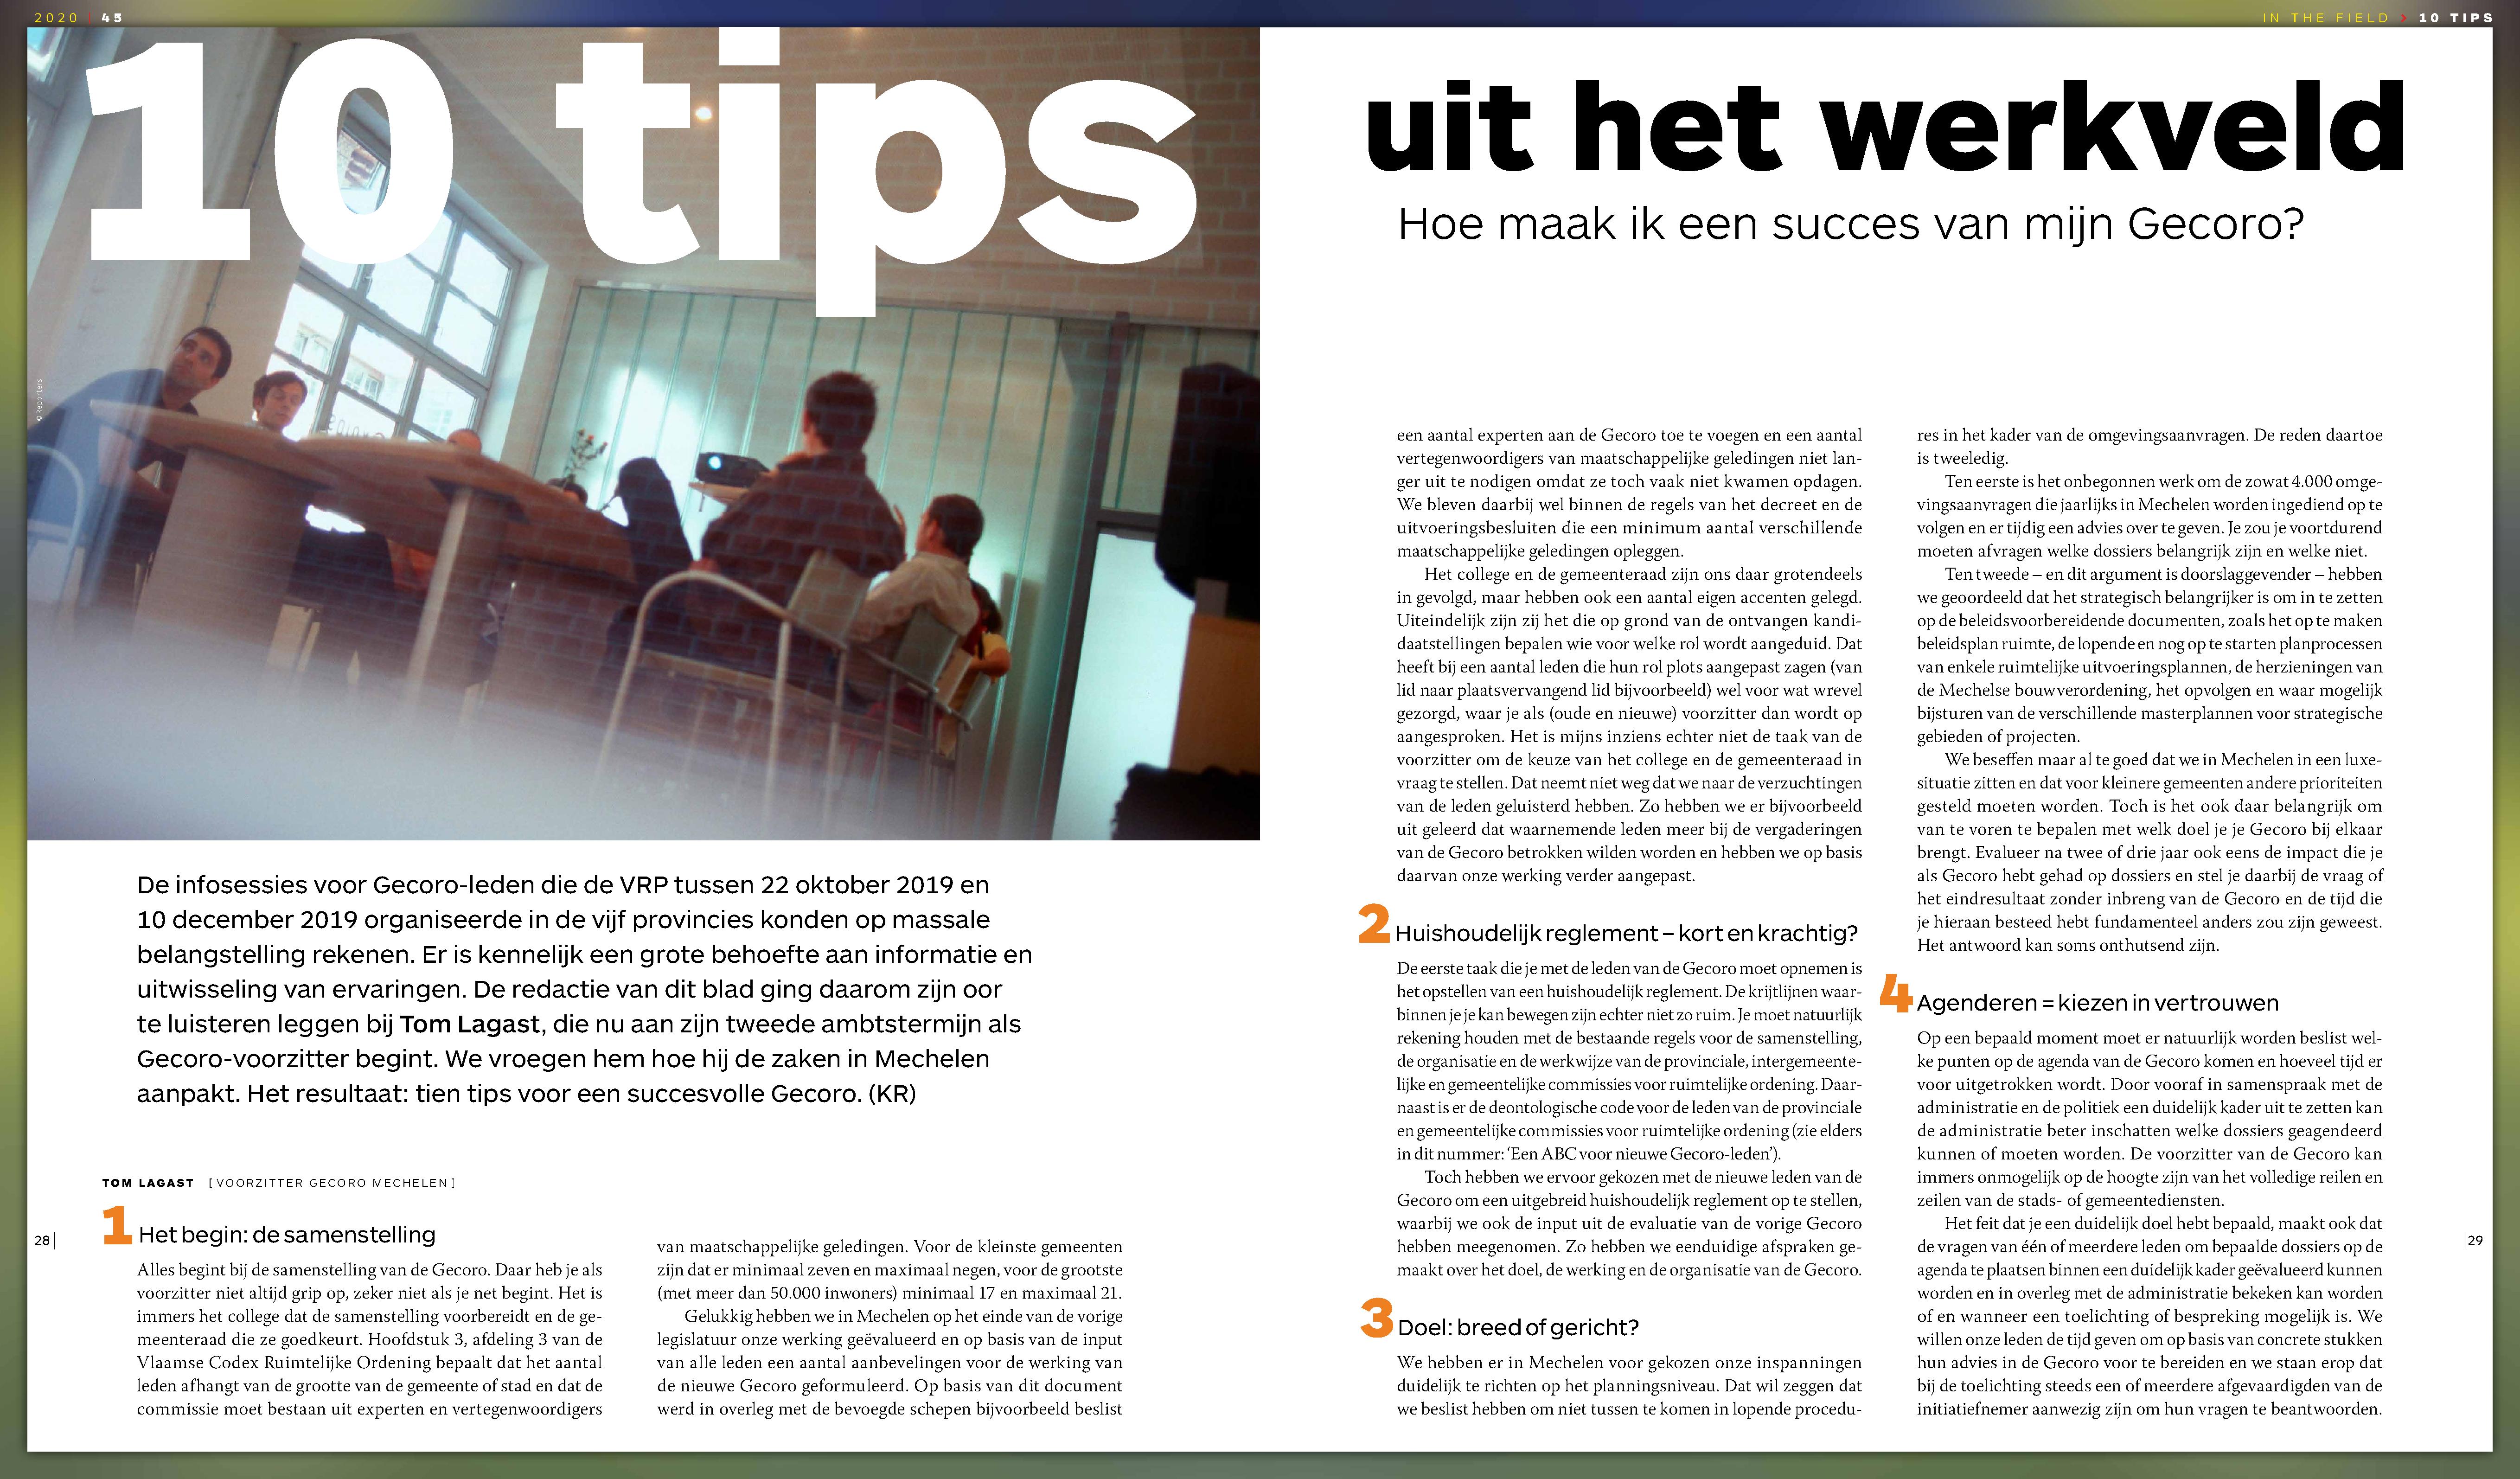 2020 45
IN THE FIELD > 10 TIPS
10 tips
uit het werkveld
Hoe maak ik een succes van mijn Gecoro?
© Reporters
De infosessies voor Gecoro-leden die de VRP tussen 22 oktober 2019 en
10 december 2019 organiseerde in de vijf provincies konden op massale
belangstelling rekenen. Er is kennelijk een grote behoefte aan informatie en
uitwisseling van ervaringen. De redactie van dit blad ging daarom zijn oor
te luisteren leggen bij Tom Lagast, die nu aan zijn tweede ambtstermijn als
Gecoro-voorzitter begint. We vroegen hem hoe hij de zaken in Mechelen
aanpakt. Het resultaat: tien tips voor een succesvolle Gecoro. (KR)
TOM LAGAST [VOORZITTER GECORO MECHELEN]
1 Het begin: de samenstelling
Alles begint bij de samenstelling van de Gecoro. Daar heb je als
voorzitter niet altijd grip op, zeker niet als je net begint. Het is
immers het college dat de samenstelling voorbereidt en de ge-
meenteraad die ze goedkeurt. Hoofdstuk 3, afdeling 3 van de
Vlaamse Codex Ruimtelijke Ordening bepaalt dat het aantal
leden afhangt van de grootte van de gemeente of stad en dat de
commissie moet bestaan uit experten en vertegenwoordigers
van maatschappelijke geledingen. Voor de kleinste gemeenten
zijn dat er minimaal zeven en maximaal negen, voor de grootste
(met meer dan 50.000 inwoners) minimaal 17 en maximaal 21.
Gelukkig hebben we in Mechelen op het einde van de vorige
legislatuur onze werking geëvalueerd en op basis van de input
van alle leden een aantal aanbevelingen voor de werking van
de nieuwe Gecoro geformuleerd. Op basis van dit document
werd in overleg met de bevoegde schepen bijvoorbeeld beslist
28
een aantal experten aan de Gecoro toe te voegen en een aantal
vertegenwoordigers van maatschappelijke geledingen niet lan-
ger uit te nodigen omdat ze toch vaak niet kwamen opdagen.
We bleven daarbij wel binnen de regels van het decreet en de
uitvoeringsbesluiten die een minimum aantal verschillende
maatschappelijke geledingen opleggen.
Het college en de gemeenteraad zijn ons daar grotendeels
in gevolgd, maar hebben ook een aantal eigen accenten gelegd.
Uiteindelijk zijn zij het die op grond van de ontvangen kandi-
daatstellingen bepalen wie voor welke rol wordt aangeduid. Dat
heeft bij een aantal leden die hun rol plots aangepast zagen (van
lid naar plaatsvervangend lid bijvoorbeeld) wel voor wat wrevel
gezorgd, waar je als (oude en nieuwe) voorzitter dan wordt op
aangesproken. Het is mijns inziens echter niet de taak van de
voorzitter om de keuze van het college en de gemeenteraad in
vraag te stellen. Dat neemt niet weg dat we naar de verzuchtingen
van de leden geluisterd hebben. Zo hebben we er bijvoorbeeld
uit geleerd dat waarnemende leden meer bij de vergaderingen
van de Gecoro betrokken wilden worden en hebben we op basis
daarvan onze werking verder aangepast.
2 Huishoudelijk reglement – kort en krachtig?
De eerste taak die je met de leden van de Gecoro moet opnemen is
het opstellen van een huishoudelijk reglement. De krijtlijnen waar-
binnen je je kan bewegen zijn echter niet zo ruim. Je moet natuurlijk
rekening houden met de bestaande regels voor de samenstelling,
de organisatie en de werkwijze van de provinciale, intergemeente-
lijke en gemeentelijke commissies voor ruimtelijke ordening. Daar-
naast is er de deontologische code voor de leden van de provinciale
en gemeentelijke commissies voor ruimtelijke ordening (zie elders
in dit nummer: ‘Een ABC voor nieuwe Gecoro-leden’).
Toch hebben we ervoor gekozen met de nieuwe leden van de
Gecoro om een uitgebreid huishoudelijk reglement op te stellen,
waarbij we ook de input uit de evaluatie van de vorige Gecoro
hebben meegenomen. Zo hebben we eenduidige afspraken ge-
maakt over het doel, de werking en de organisatie van de Gecoro.
3 Doel: breed of gericht?
We hebben er in Mechelen voor gekozen onze inspanningen
duidelijk te richten op het planningsniveau. Dat wil zeggen dat
we beslist hebben om niet tussen te komen in lopende procedu-
res in het kader van de omgevingsaanvragen. De reden daartoe
is tweeledig.
Ten eerste is het onbegonnen werk om de zowat 4.000 omge-
vingsaanvragen die jaarlijks in Mechelen worden ingediend op te
volgen en er tijdig een advies over te geven. Je zou je voortdurend
moeten afvragen welke dossiers belangrijk zijn en welke niet.
Ten tweede – en dit argument is doorslaggevender – hebben
we geoordeeld dat het strategisch belangrijker is om in te zetten
op de beleidsvoorbereidende documenten, zoals het op te maken
beleidsplan ruimte, de lopende en nog op te starten planprocessen
van enkele ruimtelijke uitvoeringsplannen, de herzieningen van
de Mechelse bouwverordening, het opvolgen en waar mogelijk
bijsturen van de verschillende masterplannen voor strategische
gebieden of projecten.
We beseffen maar al te goed dat we in Mechelen in een luxe-
situatie zitten en dat voor kleinere gemeenten andere prioriteiten
gesteld moeten worden. Toch is het ook daar belangrijk om
van te voren te bepalen met welk doel je je Gecoro bij elkaar
brengt. Evalueer na twee of drie jaar ook eens de impact die je
als Gecoro hebt gehad op dossiers en stel je daarbij de vraag of
het eindresultaat zonder inbreng van de Gecoro en de tijd die
je hieraan besteed hebt fundamenteel anders zou zijn geweest.
Het antwoord kan soms onthutsend zijn.
4 Agenderen = kiezen in vertrouwen
Op een bepaald moment moet er natuurlijk worden beslist wel-
ke punten op de agenda van de Gecoro komen en hoeveel tijd er
voor uitgetrokken wordt. Door vooraf in samenspraak met de
administratie en de politiek een duidelijk kader uit te zetten kan
de administratie beter inschatten welke dossiers geagendeerd
kunnen of moeten worden. De voorzitter van de Gecoro kan
immers onmogelijk op de hoogte zijn van het volledige reilen en
zeilen van de stads- of gemeentediensten.
Het feit dat je een duidelijk doel hebt bepaald, maakt ook dat
de vragen van één of meerdere leden om bepaalde dossiers op de
agenda te plaatsen binnen een duidelijk kader geëvalueerd kunnen
worden en in overleg met de administratie bekeken kan worden
of en wanneer een toelichting of bespreking mogelijk is. We
willen onze leden de tijd geven om op basis van concrete stukken
hun advies in de Gecoro voor te bereiden en we staan erop dat
bij de toelichting steeds een of meerdere afgevaardigden van de
initiatiefnemer aanwezig zijn om hun vragen te beantwoorden.
29